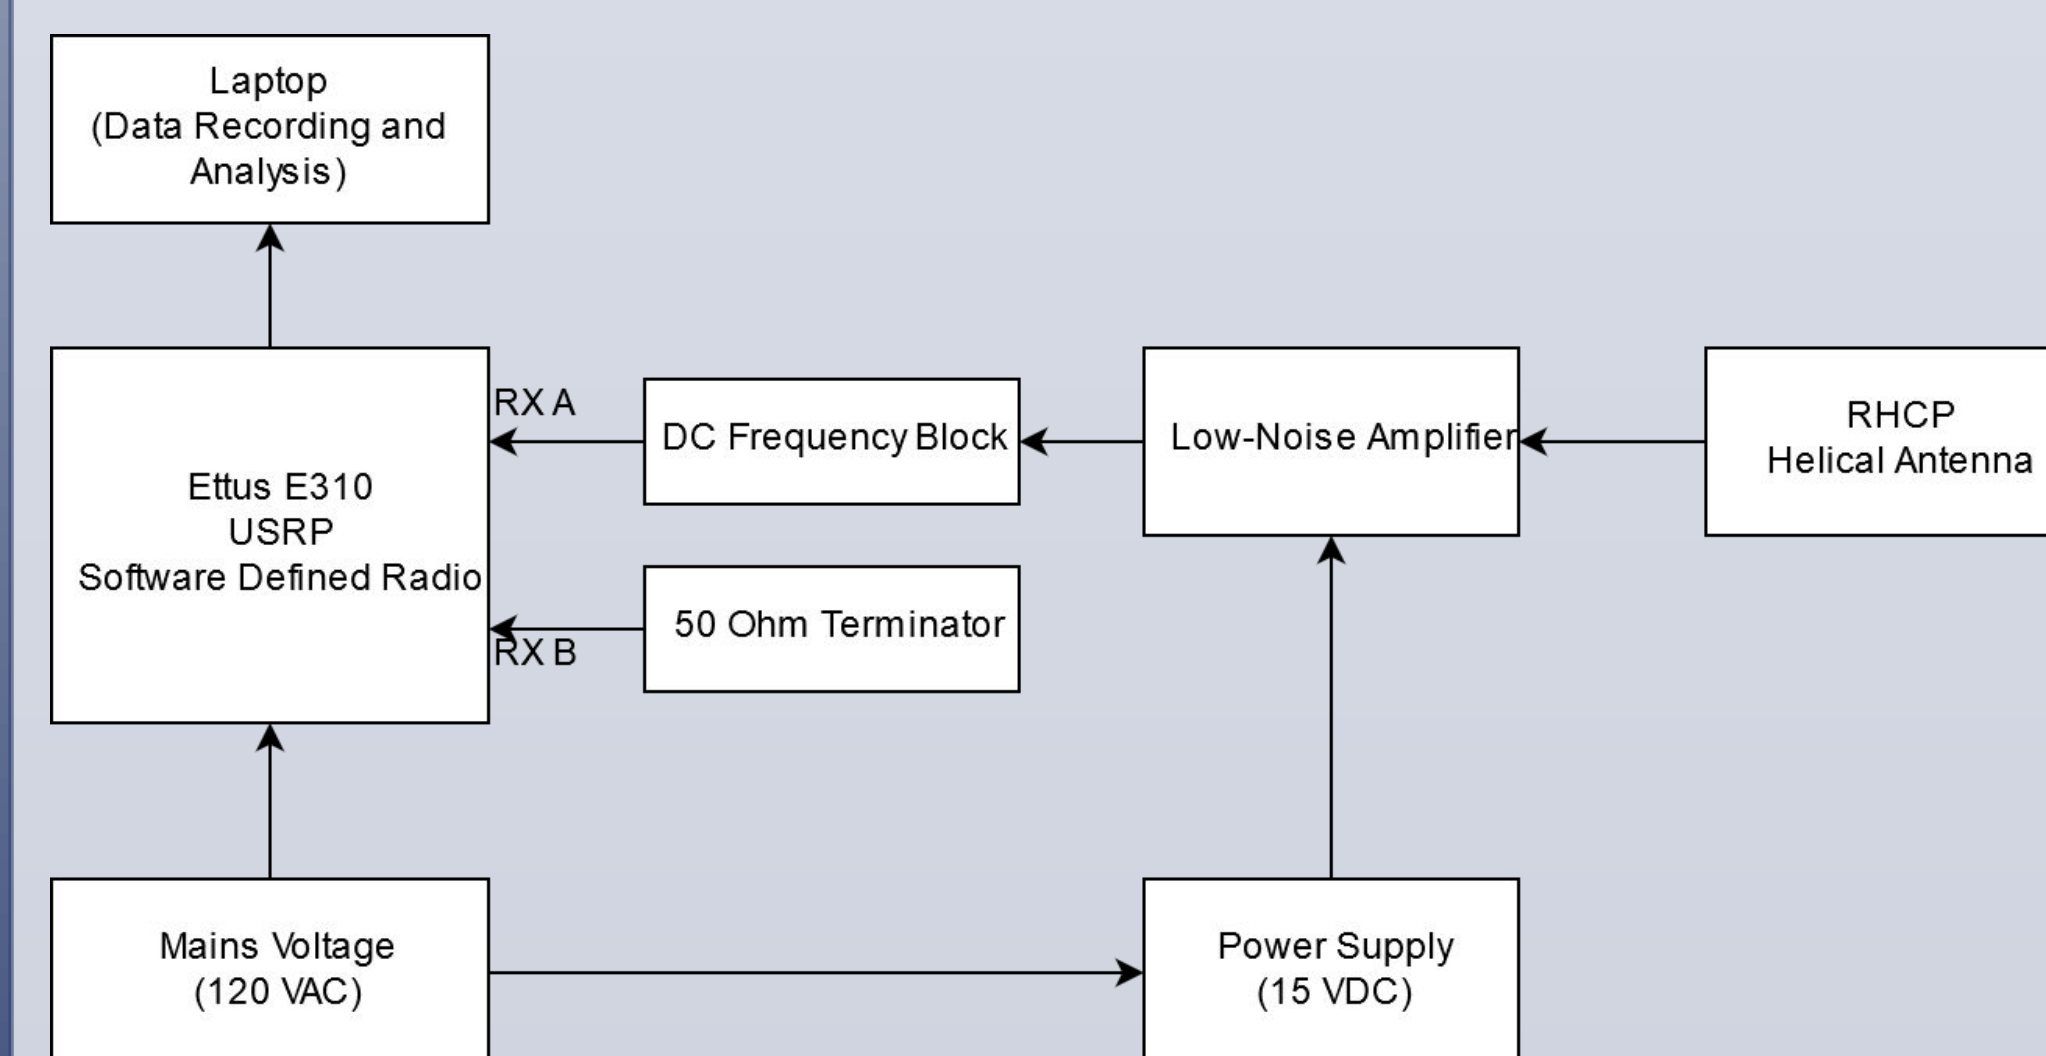 Laptop
(Data Recording and
Analysis)
RX A
DC Frequency Block
Low-Noise Amplifier
RHCP
Helical Antenna
Ettus E310
USRP
Software Defined Radio
50 Ohm Terminator
RX B
Mains Voltage
(120 VAC)
Power Supply
(15 VDC)